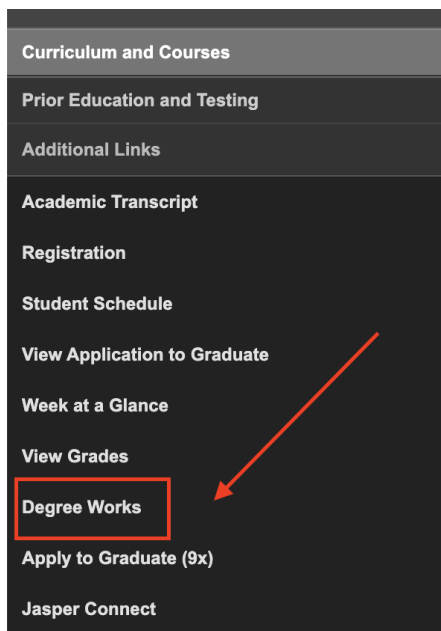 Curriculum and Courses
Prior Education and Testing
Additional Links
Academic Transcript
Registration
Student Schedule
View Application to Graduate
Week at a Glance
View Grades
Degree Works
Apply to Graduate (9x)
Jasper Connect